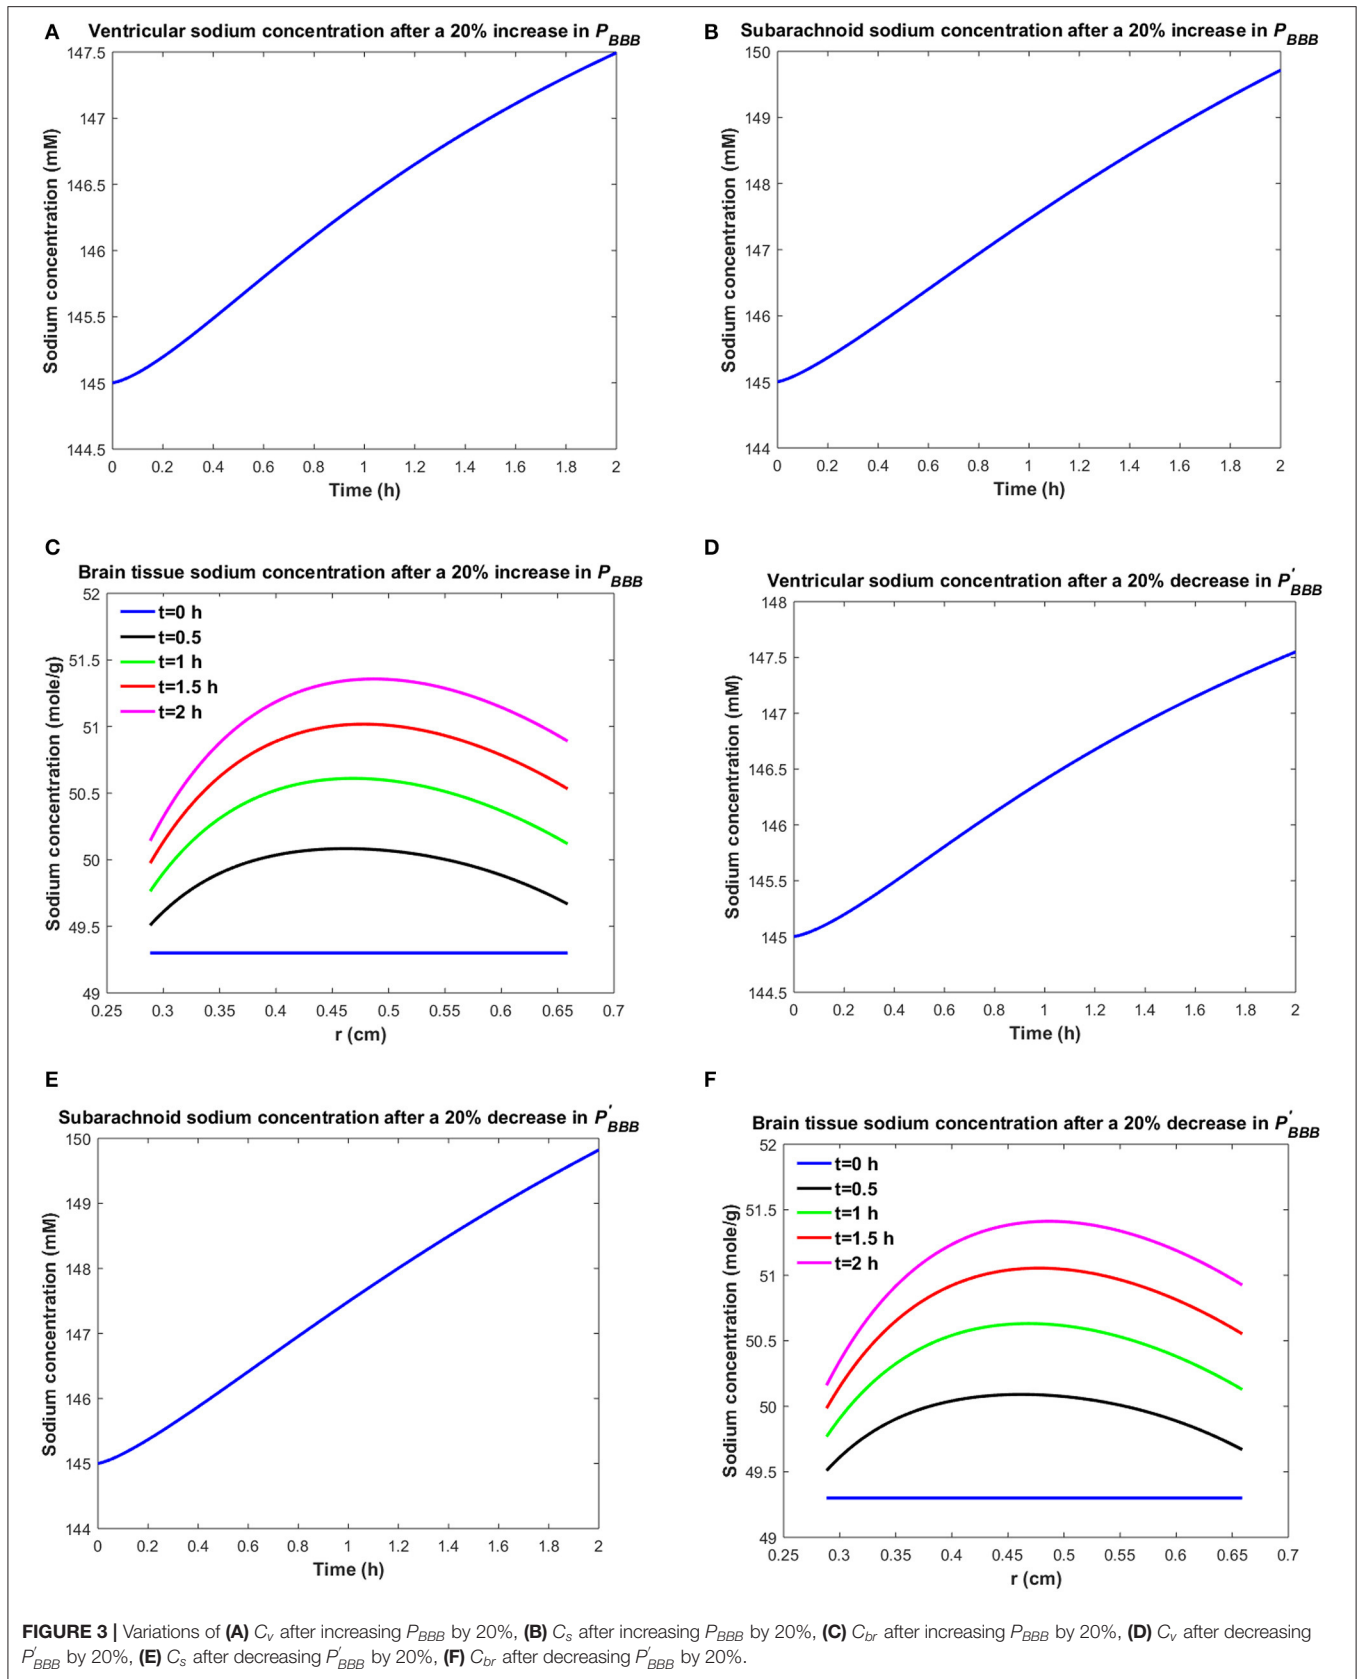 A
Ventricular sodium concentration after a 20% increase in P_BBB
147.5
147
146.5
146
145.5
145
144.5
Sodium concentration (mM)
0 0.2 0.4 0.6 0.8 1 1.2 1.4 1.6 1.8 2
Time (h)
B
Subarachnoid sodium concentration after a 20% increase in P_BBB
150
149
148
147
146
145
144
Sodium concentration (mM)
0 0.2 0.4 0.6 0.8 1 1.2 1.4 1.6 1.8 2
Time (h)
C
Brain tissue sodium concentration after a 20% increase in P_BBB
52
51.5
51
50.5
50
49.5
49
Sodium concentration (mole/g)
t=0 h
t=0.5
t=1 h
t=1.5 h
t=2 h
0.25 0.3 0.35 0.4 0.45 0.5 0.55 0.6 0.65 0.7
r (cm)
D
Ventricular sodium concentration after a 20% decrease in P'_BBB
148
147.5
147
146.5
146
145.5
145
144.5
Sodium concentration (mM)
0 0.2 0.4 0.6 0.8 1 1.2 1.4 1.6 1.8 2
Time (h)
E
Subarachnoid sodium concentration after a 20% decrease in P'_BBB
150
149
148
147
146
145
144
Sodium concentration (mM)
0 0.2 0.4 0.6 0.8 1 1.2 1.4 1.6 1.8 2
Time (h)
F
Brain tissue sodium concentration after a 20% decrease in P'_BBB
52
51.5
51
50.5
50
49.5
49
Sodium concentration (mole/g)
t=0 h
t=0.5
t=1 h
t=1.5 h
t=2 h
0.25 0.3 0.35 0.4 0.45 0.5 0.55 0.6 0.65 0.7
r (cm)
FIGURE 3 | Variations of (A) C_v after increasing P_BBB by 20%, (B) C_s after increasing P_BBB by 20%, (C) C_br after increasing P_BBB by 20%, (D) C_v after decreasing
P'_BBB by 20%, (E) C_s after decreasing P'_BBB by 20%, (F) C_br after decreasing P'_BBB by 20%.